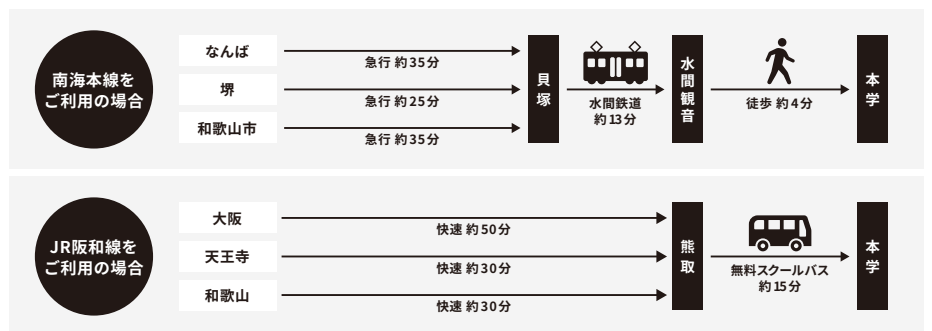 南海本線を
ご利用の場合
なんば
急行 約35分
堺
急行 約25分
和歌山市
急行 約35分
貝塚
水間鉄道
約13分
水間観音
徒歩 約4分
本学
JR阪和線を
ご利用の場合
大阪
快速 約50分
天王寺
快速 約30分
和歌山
快速 約30分
熊取
無料スクールバス
約15分
本学